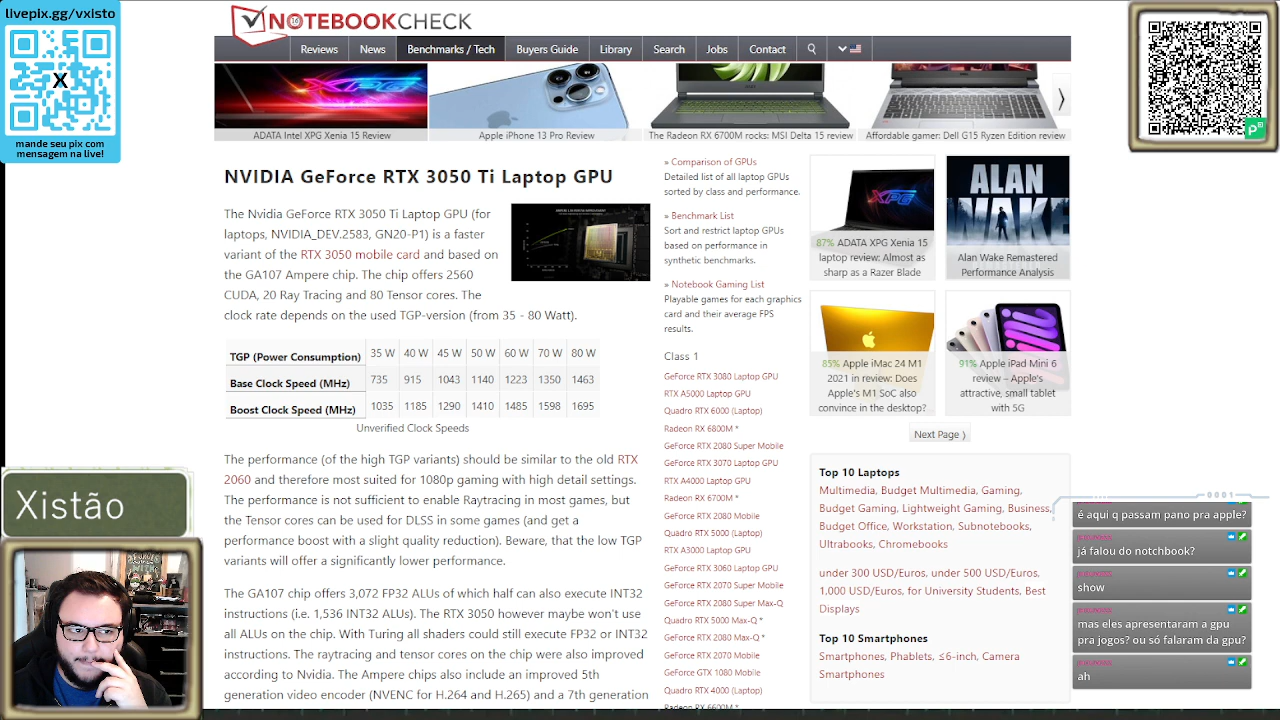 livepix.gg/vxisto
X
mande seu pix com
mensagem na live!
NOTEBOOKCHECK
Reviews
News
Benchmarks / Tech
Buyers Guide
Library
Search
Jobs
Contact
ADATA Intel XPG Xenia 15 Review
Apple iPhone 13 Pro Review
The Radeon RX 6700M rocks: MSI Delta 15 review
Affordable gamer: Dell G15 Ryzen Edition review
NVIDIA GeForce RTX 3050 Ti Laptop GPU
The Nvidia GeForce RTX 3050 Ti Laptop GPU (for
laptops, NVIDIA_DEV.2583, GN20-P1) is a faster
variant of the RTX 3050 mobile card and based on
the GA107 Ampere chip. The chip offers 2560
CUDA, 20 Ray Tracing and 80 Tensor cores. The
clock rate depends on the used TGP-version (from 35 - 80 Watt).
TGP (Power Consumption) 35 W 40 W 45 W 50 W 60 W 70 W 80 W
Base Clock Speed (MHz) 735 915 1043 1140 1223 1350 1463
Boost Clock Speed (MHz) 1035 1185 1290 1410 1485 1598 1695
Unverified Clock Speeds
The performance (of the high TGP variants) should be similar to the old RTX
2060 and therefore most suited for 1080p gaming with high detail settings.
The performance is not sufficient to enable Raytracing in most games, but
the Tensor cores can be used for DLSS in some games (and get a
performance boost with a slight quality reduction). Beware, that the low TGP
variants will offer a significantly lower performance.
The GA107 chip offers 3,072 FP32 ALUs of which half can also execute INT32
instructions (i.e. 1,536 INT32 ALUs). The RTX 3050 however maybe won't use
all ALUs on the chip. With Turing all shaders could still execute FP32 or INT32
instructions. The raytracing and tensor cores on the chip were also improved
according to Nvidia. The Ampere chips also include an improved 5th
generation video encoder (NVENC for H.264 and H.265) and a 7th generation
» Comparison of GPUs
Detailed list of all laptop GPUs
sorted by class and performance.
» Benchmark List
Sort and restrict laptop GPUs
based on performance in
synthetic benchmarks.
» Notebook Gaming List
Playable games for each graphics
card and their average FPS
results.
Class 1
GeForce RTX 3080 Laptop GPU
RTX A5000 Laptop GPU
Quadro RTX 6000 (Laptop)
Radeon RX 6800M *
GeForce RTX 2080 Super Mobile
GeForce RTX 3070 Laptop GPU
RTX A4000 Laptop GPU
Radeon RX 6700M *
GeForce RTX 2080 Mobile
Quadro RTX 5000 (Laptop)
RTX A3000 Laptop GPU
GeForce RTX 3060 Laptop GPU
GeForce RTX 2070 Super Mobile
GeForce RTX 2080 Super Max-Q
Quadro RTX 5000 Max-Q *
GeForce RTX 2080 Max-Q *
GeForce RTX 2070 Mobile
GeForce GTX 1080 Mobile
Quadro RTX 4000 (Laptop)
Radeon RX 6600M *
XPG
87% ADATA XPG Xenia 15
laptop review: Almost as
sharp as a Razer Blade
ALAN
WAKE
Alan Wake Remastered
Performance Analysis
85% Apple iMac 24 M1
2021 in review: Does
Apple's M1 SoC also
convince in the desktop?
91% Apple iPad Mini 6
review – Apple's
attractive, small tablet
with 5G
Next Page ⟩
Top 10 Laptops
Multimedia, Budget Multimedia, Gaming,
Budget Gaming, Lightweight Gaming, Business,
Budget Office, Workstation, Subnotebooks,
Ultrabooks, Chromebooks
under 300 USD/Euros, under 500 USD/Euros,
1,000 USD/Euros, for University Students, Best
Displays
Top 10 Smartphones
Smartphones, Phablets, ≤6-inch, Camera
Smartphones
0001
é aqui q passam pano pra apple?
já falou do notchbook?
show
mas eles apresentaram a gpu
pra jogos? ou só falaram da gpu?
ah
Xistão